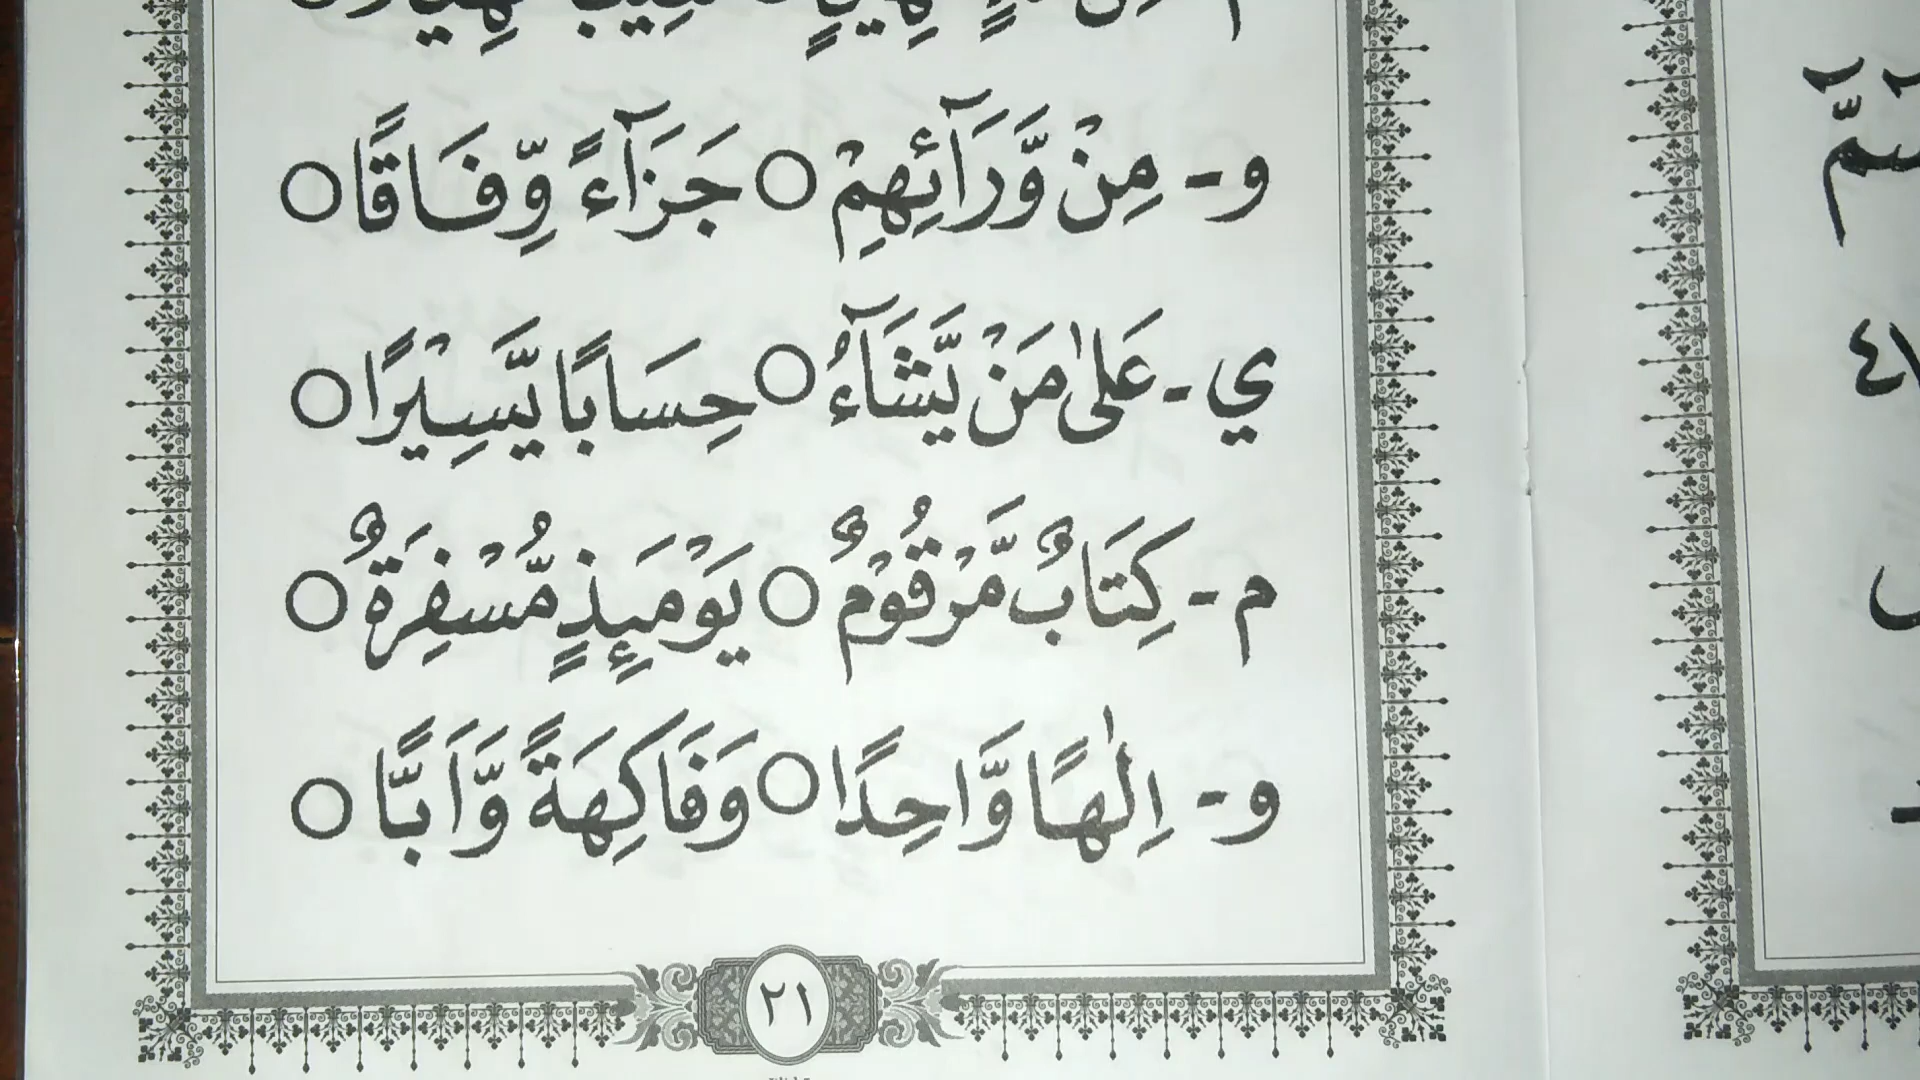 و - مِنْ وَّرَآئِهِمْ ○ جَزَآءً وِّفَاقًا ○
ي - عَلٰى مَنْ يَّشَآءُ ○ حِسَابًا يَّسِيْرًا ○
م - كِتَابٌ مَّرْقُوْمٌ ○ يَوْمَئِذٍ مُّسْفِرَةٌ ○
و - اِلٰهًا وَّاحِدًا ○ وَفَاكِهَةً وَّاَبًّا ○
٢١